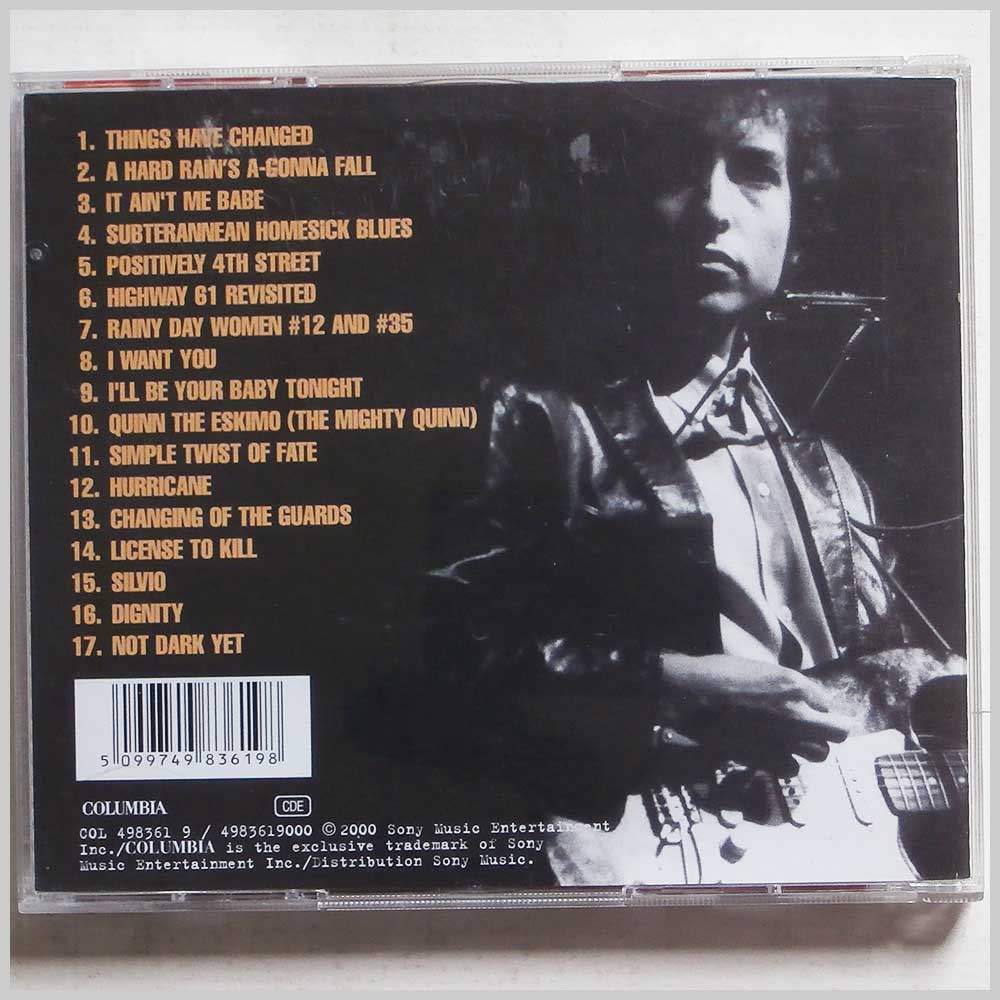 1. THINGS HAVE CHANGED
2. A HARD RAIN'S A-GONNA FALL
3. IT AIN'T ME BABE
4. SUBTERANNEAN HOMESICK BLUES
5. POSITIVELY 4TH STREET
6. HIGHWAY 61 REVISITED
7. RAINY DAY WOMEN #12 AND #35
8. I WANT YOU
9. I'LL BE YOUR BABY TONIGHT
10. QUINN THE ESKIMO (THE MIGHTY QUINN)
11. SIMPLE TWIST OF FATE
12. HURRICANE
13. CHANGING OF THE GUARDS
14. LICENSE TO KILL
15. SILVIO
16. DIGNITY
17. NOT DARK YET
5 099749 836198
COLUMBIA CDE
COL 498361 9 / 4983619000 © 2000 Sony Music Entertainment
Inc./COLUMBIA is the exclusive trademark of Sony
Music Entertainment Inc./Distribution Sony Music.